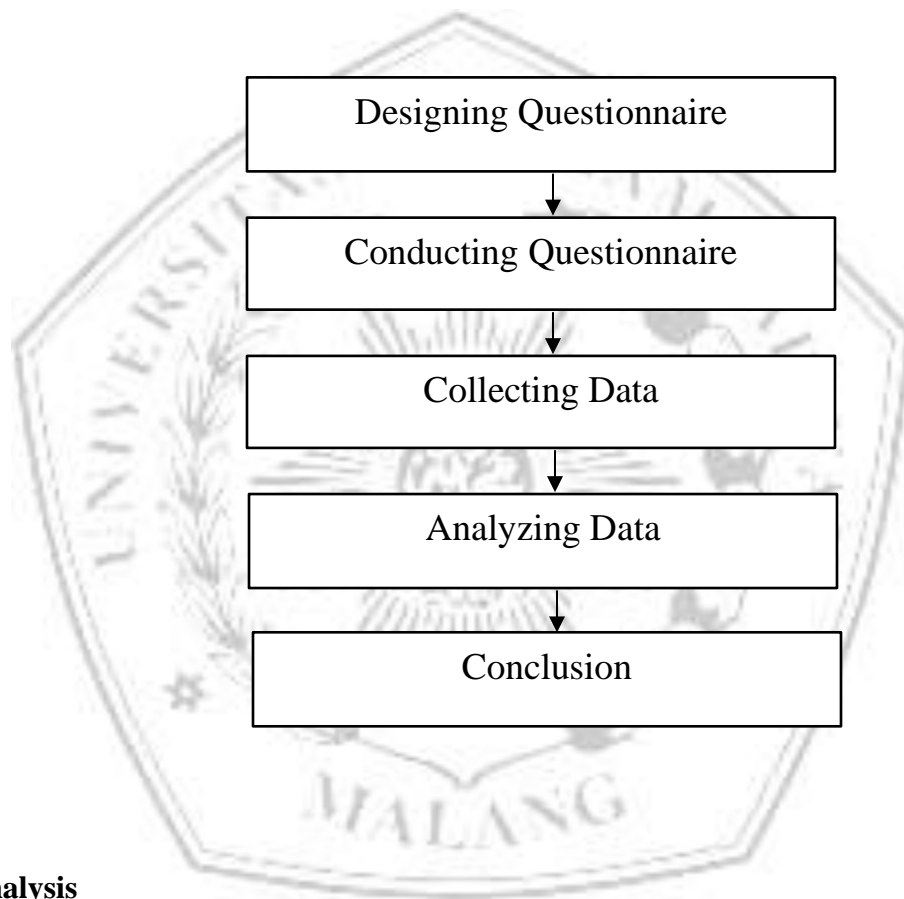 Designing Questionnaire
Conducting Questionnaire
Collecting Data
Analyzing Data
Conclusion
MALANG